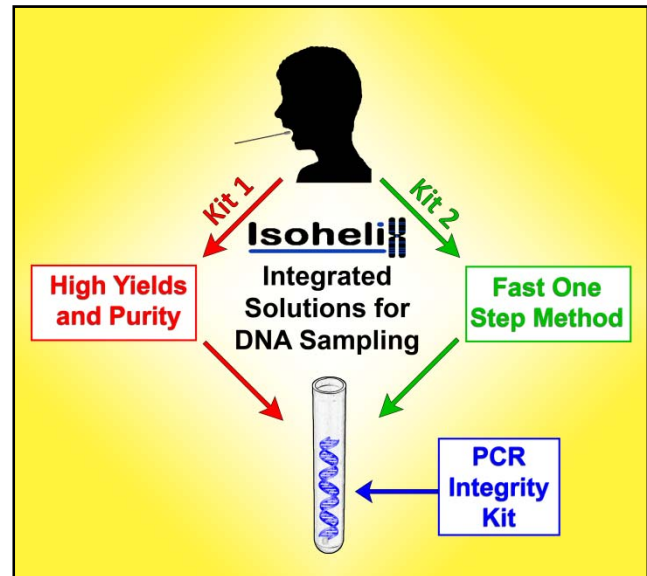 Kit 1
Kit 2
Isohelix
Integrated
Solutions for
DNA Sampling
High Yields
and Purity
Fast One
Step Method
PCR
Integrity
Kit